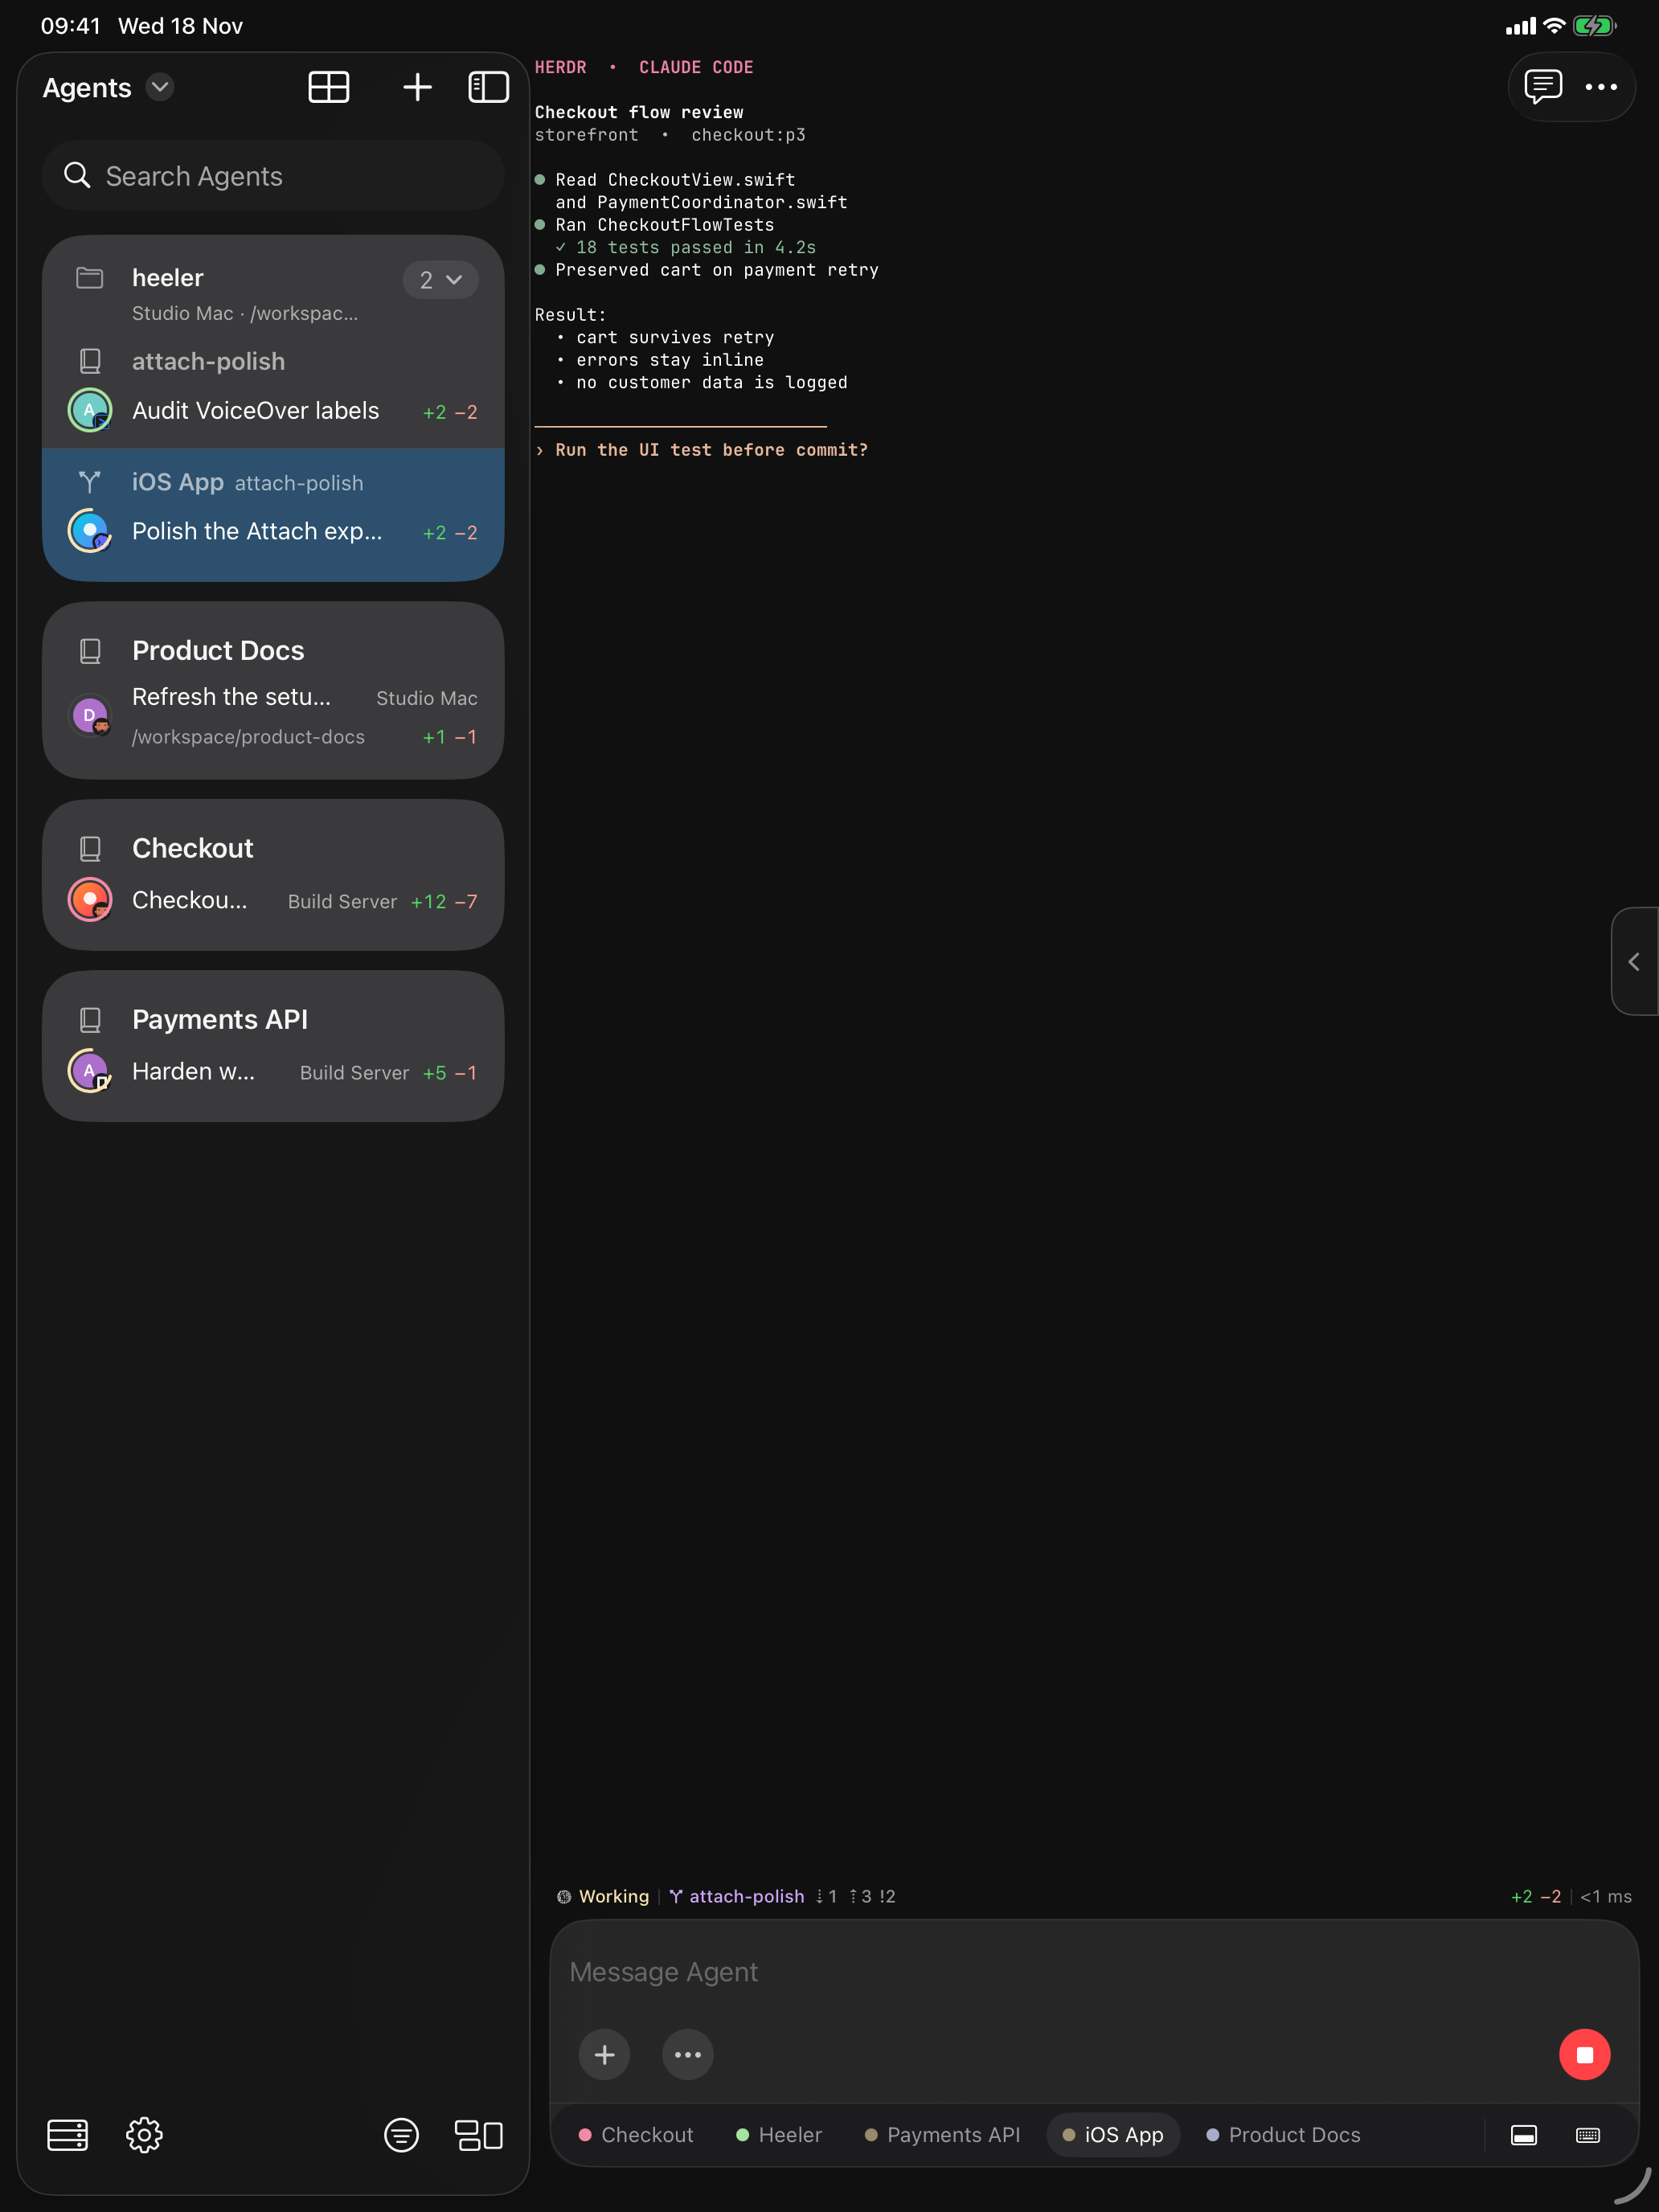 09:41 Wed 18 Nov
Agents
Search Agents
heeler
2
Studio Mac · /workspac...
attach-polish
A
Audit VoiceOver labels +2 −2
iOS App attach-polish
Polish the Attach exp... +2 −2
Product Docs
Refresh the setu... Studio Mac
D
/workspace/product-docs +1 −1
Checkout
Checkou... Build Server +12 −7
Payments API
A
Harden w... Build Server +5 −1
HERDR • CLAUDE CODE
Checkout flow review
storefront • checkout:p3
● Read CheckoutView.swift
and PaymentCoordinator.swift
● Ran CheckoutFlowTests
✓ 18 tests passed in 4.2s
● Preserved cart on payment retry
Result:
• cart survives retry
• errors stay inline
• no customer data is logged
› Run the UI test before commit?
Working attach-polish ⇣1 ⇡3 !2
+2 −2 <1 ms
Message Agent
Checkout Heeler Payments API iOS App Product Docs